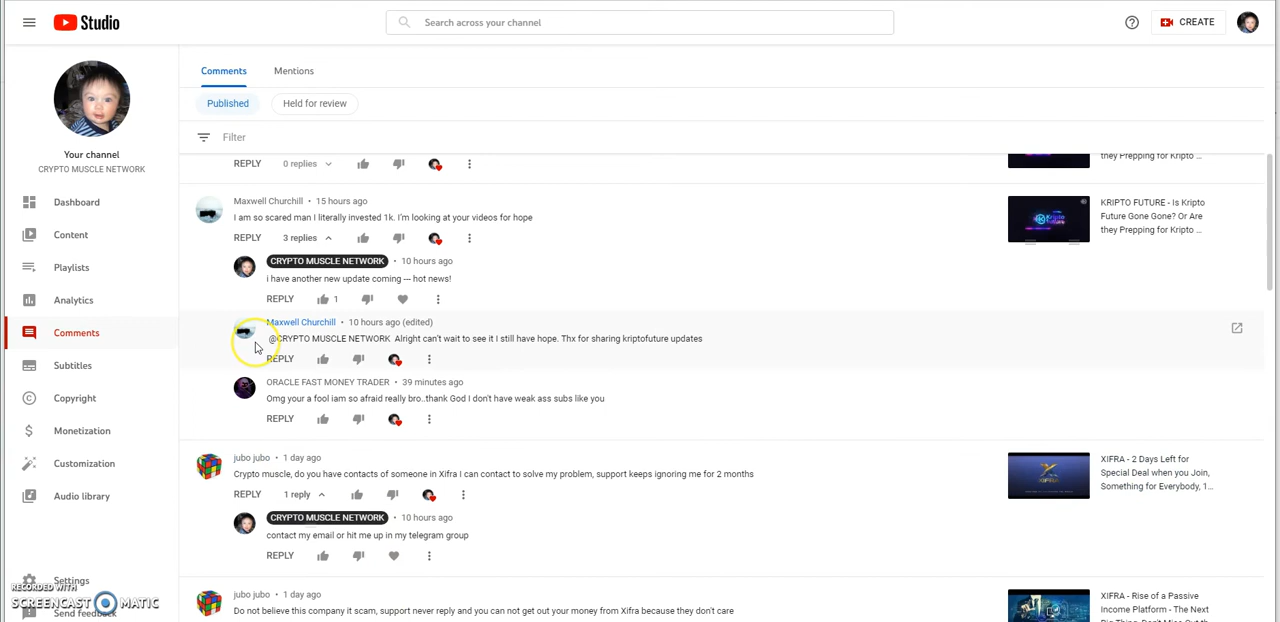 Studio
Search across your channel
CREATE
Your channel
CRYPTO MUSCLE NETWORK
Dashboard
Content
Playlists
Analytics
Comments
Subtitles
Copyright
Monetization
Customization
Audio library
Settings
Send feedback
RECORDED WITH
SCREENCAST MATIC
Comments
Mentions
Published
Held for review
Filter
REPLY 0 replies
they Prepping for Kripto ...
Maxwell Churchill • 15 hours ago
I am so scared man I literally invested 1k. I'm looking at your videos for hope
REPLY 3 replies
KRIPTO FUTURE - Is Kripto
Future Gone Gone? Or Are
they Prepping for Kripto ...
CRYPTO MUSCLE NETWORK • 10 hours ago
i have another new update coming --- hot news!
REPLY 1
Maxwell Churchill • 10 hours ago (edited)
@CRYPTO MUSCLE NETWORK Alright can't wait to see it I still have hope. Thx for sharing kriptofuture updates
REPLY
ORACLE FAST MONEY TRADER • 39 minutes ago
Omg your a fool iam so afraid really bro..thank God I don't have weak ass subs like you
REPLY
jubo jubo • 1 day ago
Crypto muscle, do you have contacts of someone in Xifra I can contact to solve my problem, support keeps ignoring me for 2 months
REPLY 1 reply
XIFRA
XIFRA - 2 Days Left for
Special Deal when you Join,
Something for Everybody, 1...
CRYPTO MUSCLE NETWORK • 10 hours ago
contact my email or hit me up in my telegram group
REPLY
jubo jubo • 1 day ago
Do not believe this company it scam, support never reply and you can not get out your money from Xifra because they don't care
XIFRA - Rise of a Passive
Income Platform - The Next